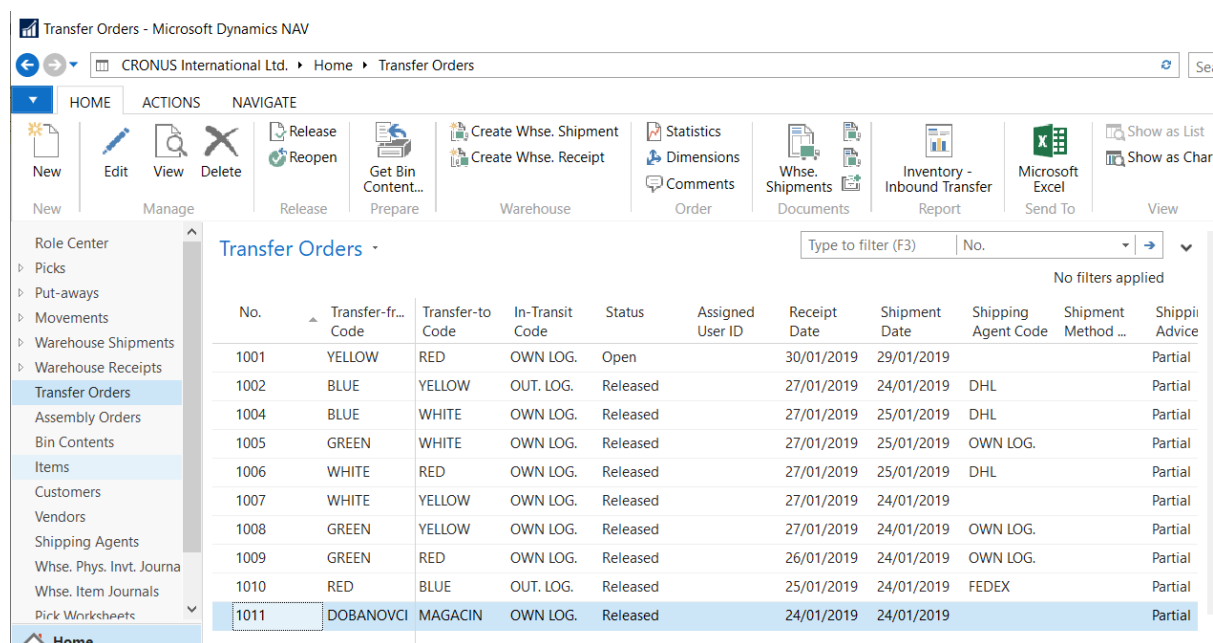 Transfer Orders - Microsoft Dynamics NAV
CRONUS International Ltd. Home Transfer Orders
HOME ACTIONS NAVIGATE
New
Edit
View
Delete
Release
Reopen
Get Bin
Content...
Create Whse. Shipment
Create Whse. Receipt
Statistics
Dimensions
Comments
Whse.
Shipments
Inventory -
Inbound Transfer
Microsoft
Excel
Show as List
Show as Char
New Manage Release Prepare Warehouse Order Documents Report Send To View
Role Center
Picks
Put-aways
Movements
Warehouse Shipments
Warehouse Receipts
Transfer Orders
Assembly Orders
Bin Contents
Items
Customers
Vendors
Shipping Agents
Whse. Phys. Invt. Journa
Whse. Item Journals
Pick Worksheets
Home
Transfer Orders
Type to filter (F3) No.
No filters applied
No. Transfer-fr... Transfer-to In-Transit Status Assigned Receipt Shipment Shipping Shipment Shippi
Code Code Code User ID Date Date Agent Code Method ... Advice
1001 YELLOW RED OWN LOG. Open 30/01/2019 29/01/2019 Partial
1002 BLUE YELLOW OUT. LOG. Released 27/01/2019 24/01/2019 DHL Partial
1004 BLUE WHITE OWN LOG. Released 27/01/2019 25/01/2019 DHL Partial
1005 GREEN WHITE OWN LOG. Released 27/01/2019 25/01/2019 OWN LOG. Partial
1006 WHITE RED OWN LOG. Released 27/01/2019 25/01/2019 DHL Partial
1007 WHITE YELLOW OWN LOG. Released 27/01/2019 24/01/2019 Partial
1008 GREEN YELLOW OWN LOG. Released 27/01/2019 24/01/2019 OWN LOG. Partial
1009 GREEN RED OWN LOG. Released 26/01/2019 24/01/2019 OWN LOG. Partial
1010 RED BLUE OUT. LOG. Released 25/01/2019 24/01/2019 FEDEX Partial
1011 DOBANOVCI MAGACIN OWN LOG. Released 24/01/2019 24/01/2019 Partial